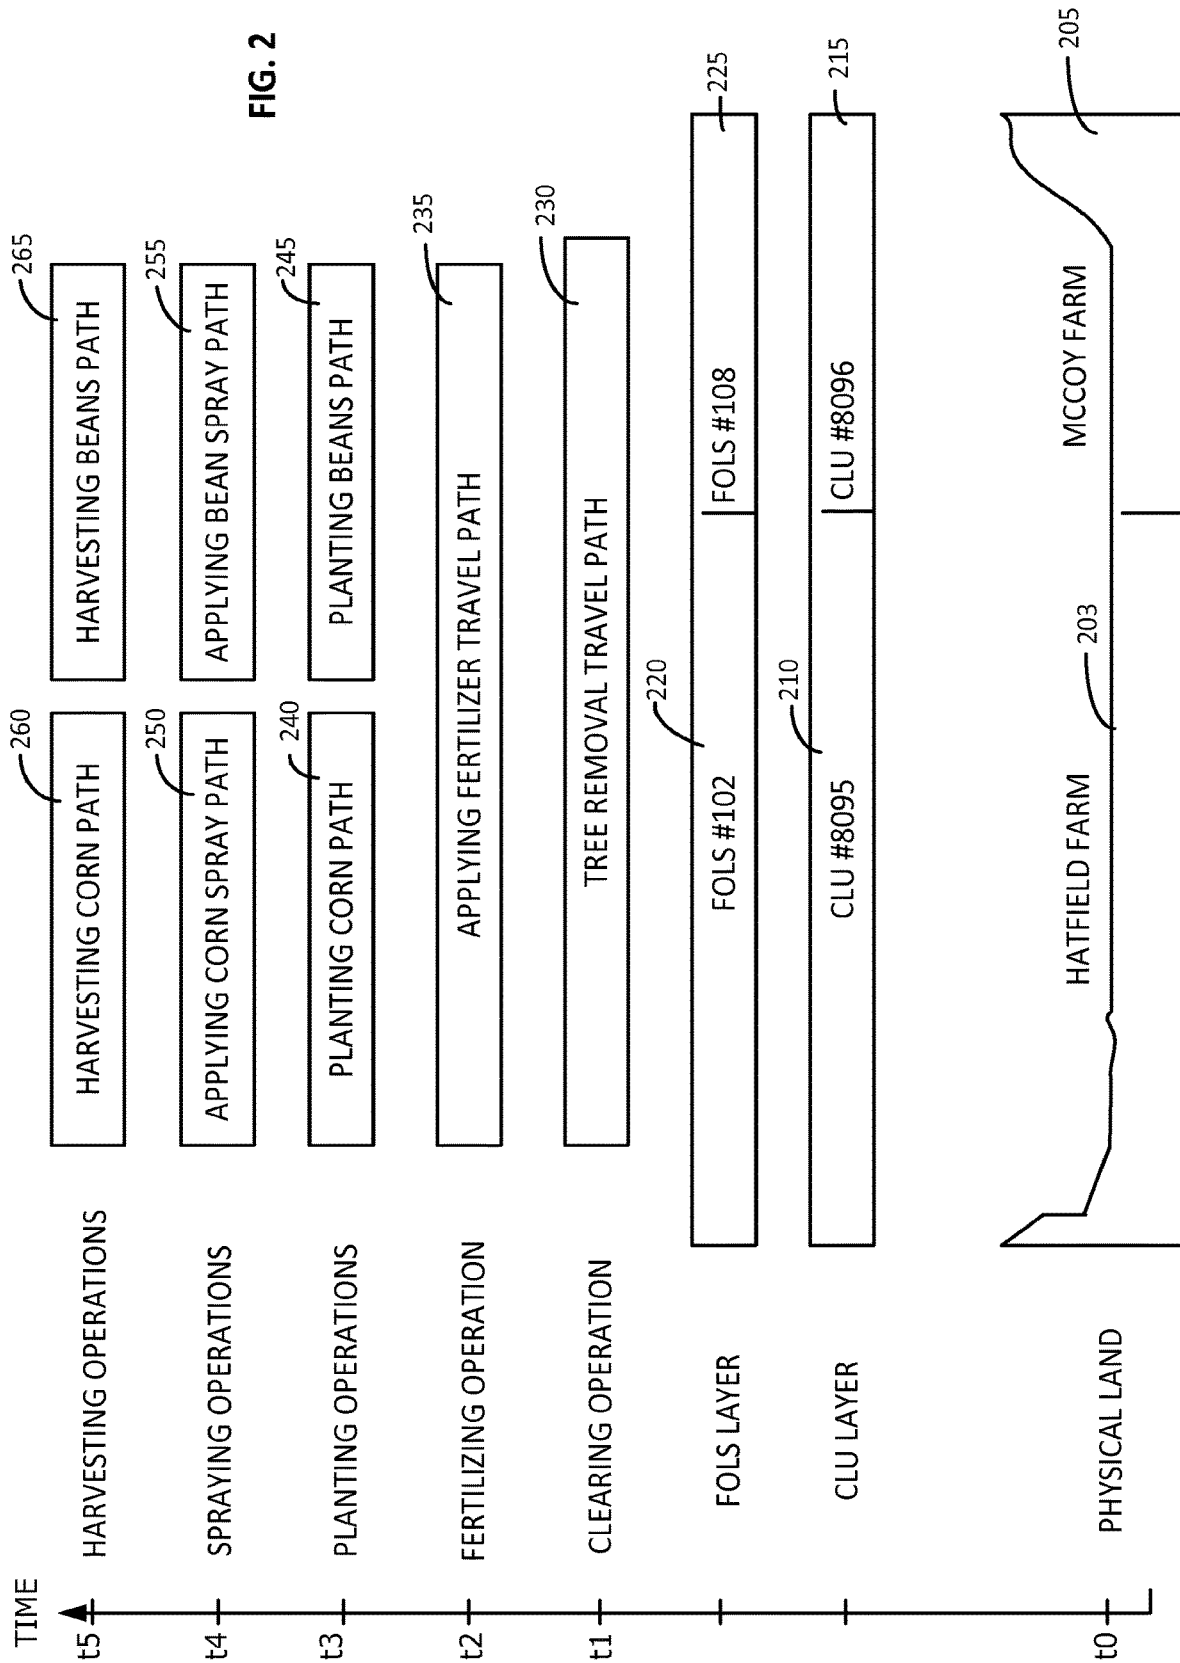 FIG. 2
TIME
t5
HARVESTING OPERATIONS
260
HARVESTING CORN PATH
265
HARVESTING BEANS PATH
t4
SPRAYING OPERATIONS
250
APPLYING CORN SPRAY PATH
255
APPLYING BEAN SPRAY PATH
t3
PLANTING OPERATIONS
240
PLANTING CORN PATH
245
PLANTING BEANS PATH
t2
FERTILIZING OPERATION
APPLYING FERTILIZER TRAVEL PATH
235
t1
CLEARING OPERATION
TREE REMOVAL TRAVEL PATH
230
FOLS LAYER
FOLS #102
220
FOLS #108
225
CLU LAYER
CLU #8095
210
CLU #8096
215
t0
PHYSICAL LAND
HATFIELD FARM
203
MCCOY FARM
205